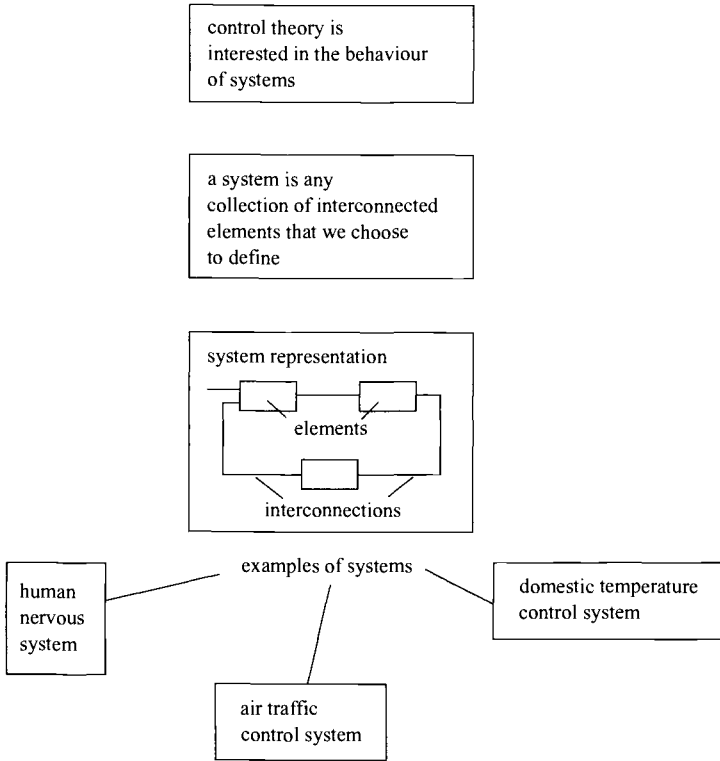 control theory is
interested in the behaviour
of systems
a system is any
collection of interconnected
elements that we choose
to define
system representation
elements
interconnections
examples of systems
human
nervous
system
domestic temperature
control system
air traffic
control system